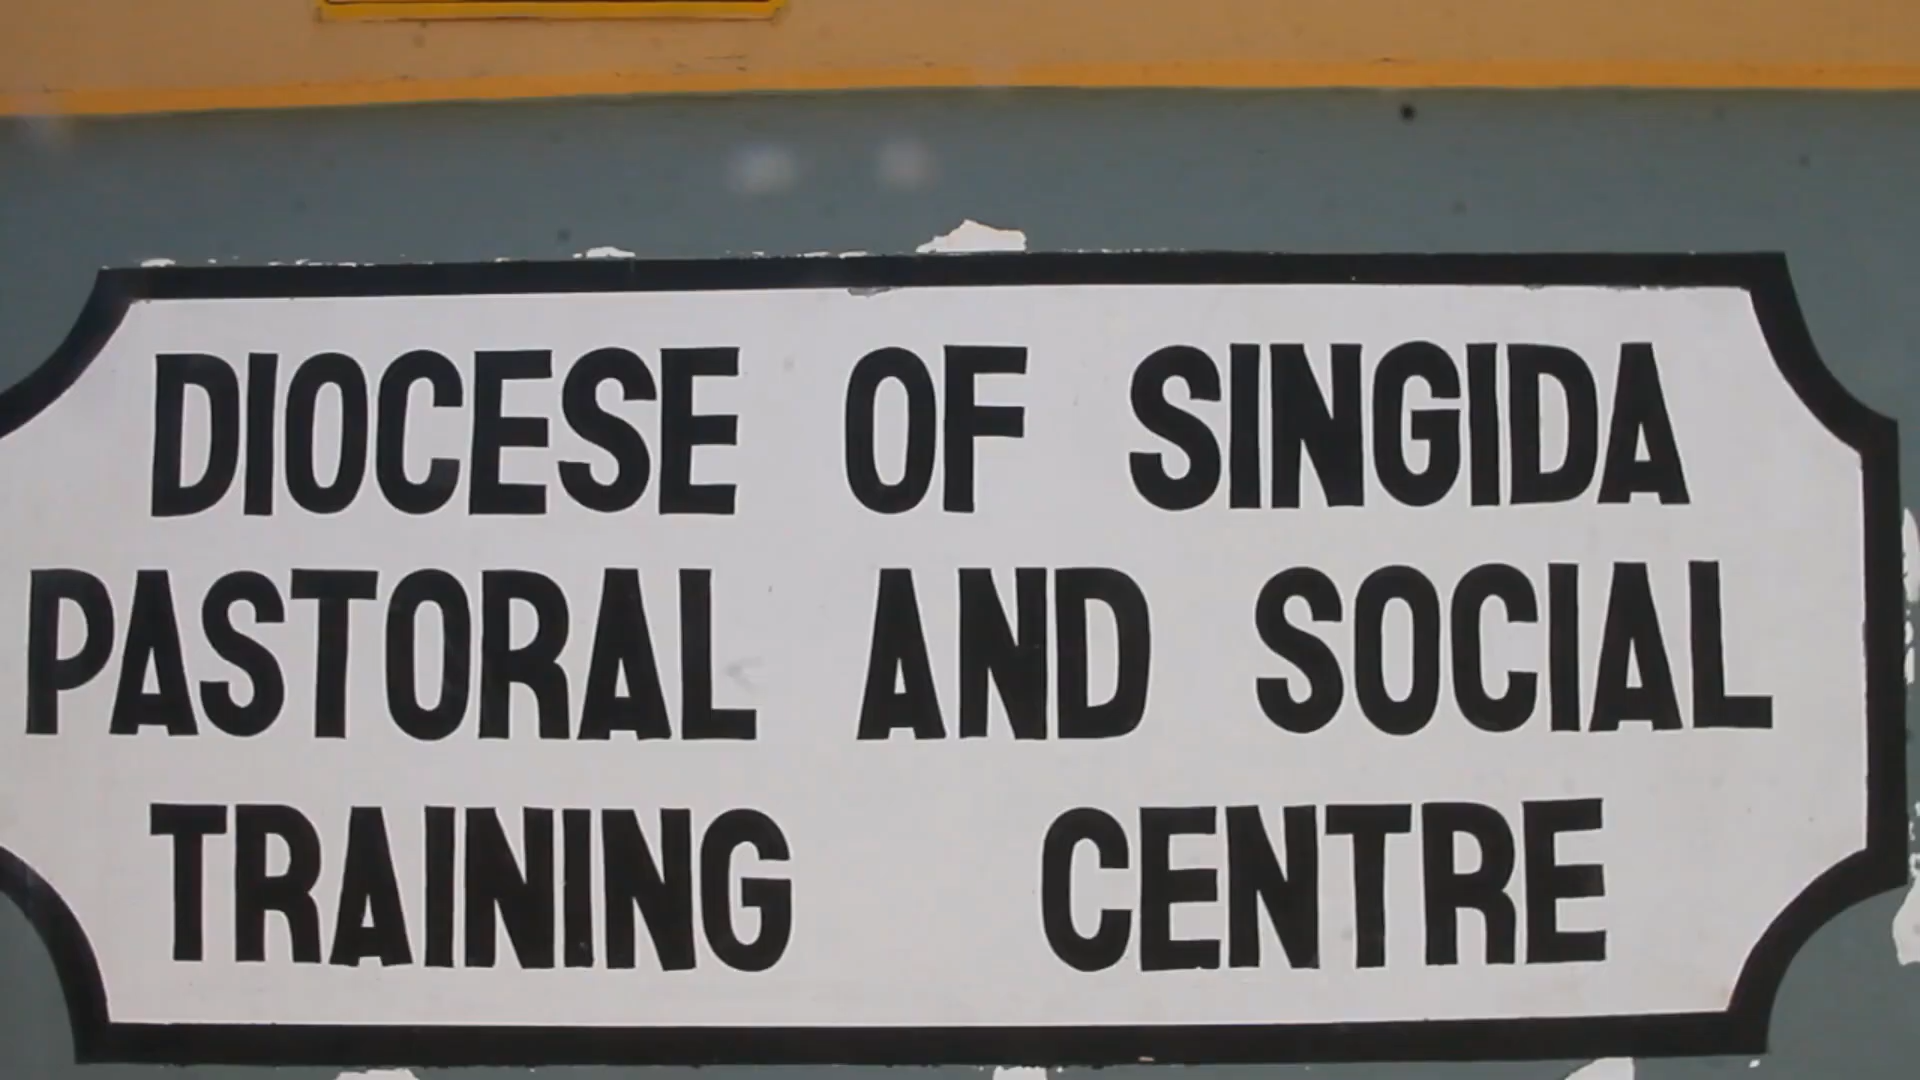 DIOCESE OF SINGIDA
PASTORAL AND SOCIAL
TRAINING CENTRE